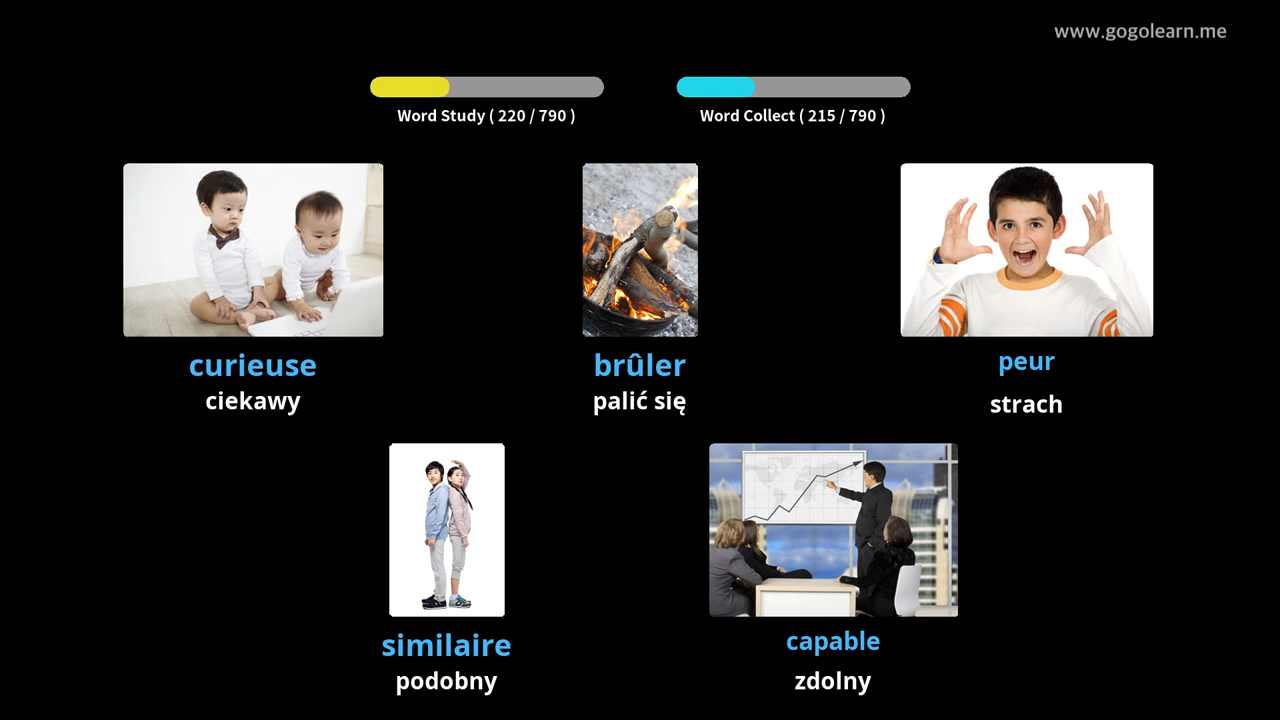 www.gogolearn.me
Word Study ( 220 / 790 )
Word Collect ( 215 / 790 )
curieuse
ciekawy
brûler
palić się
peur
strach
similaire
podobny
capable
zdolny